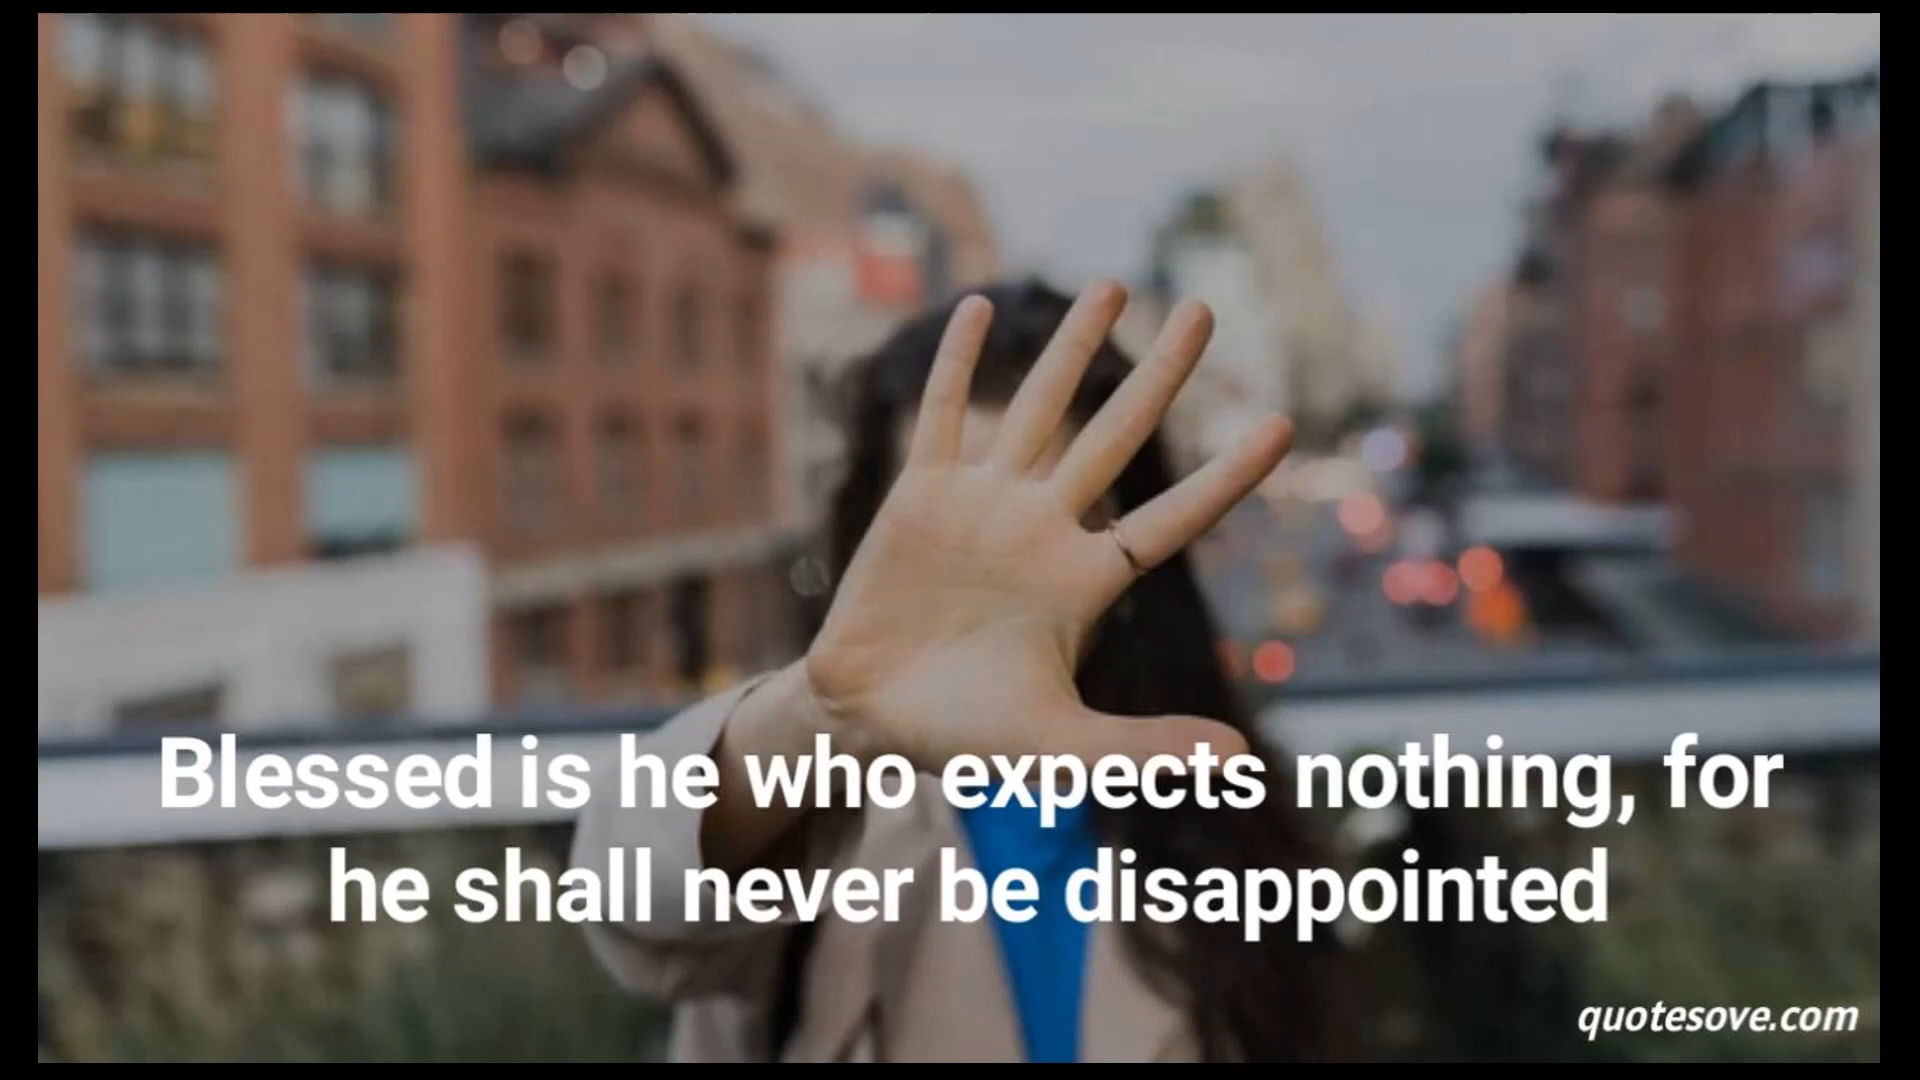 Blessed is he who expects nothing, for
he shall never be disappointed
quotesove.com